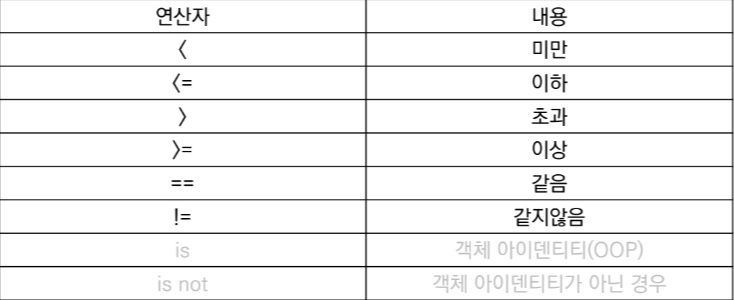 연산자 내용
< 미만
<= 이하
> 초과
>= 이상
== 같음
!= 같지않음
is 객체 아이덴티티(OOP)
is not 객체 아이덴티티가 아닌 경우